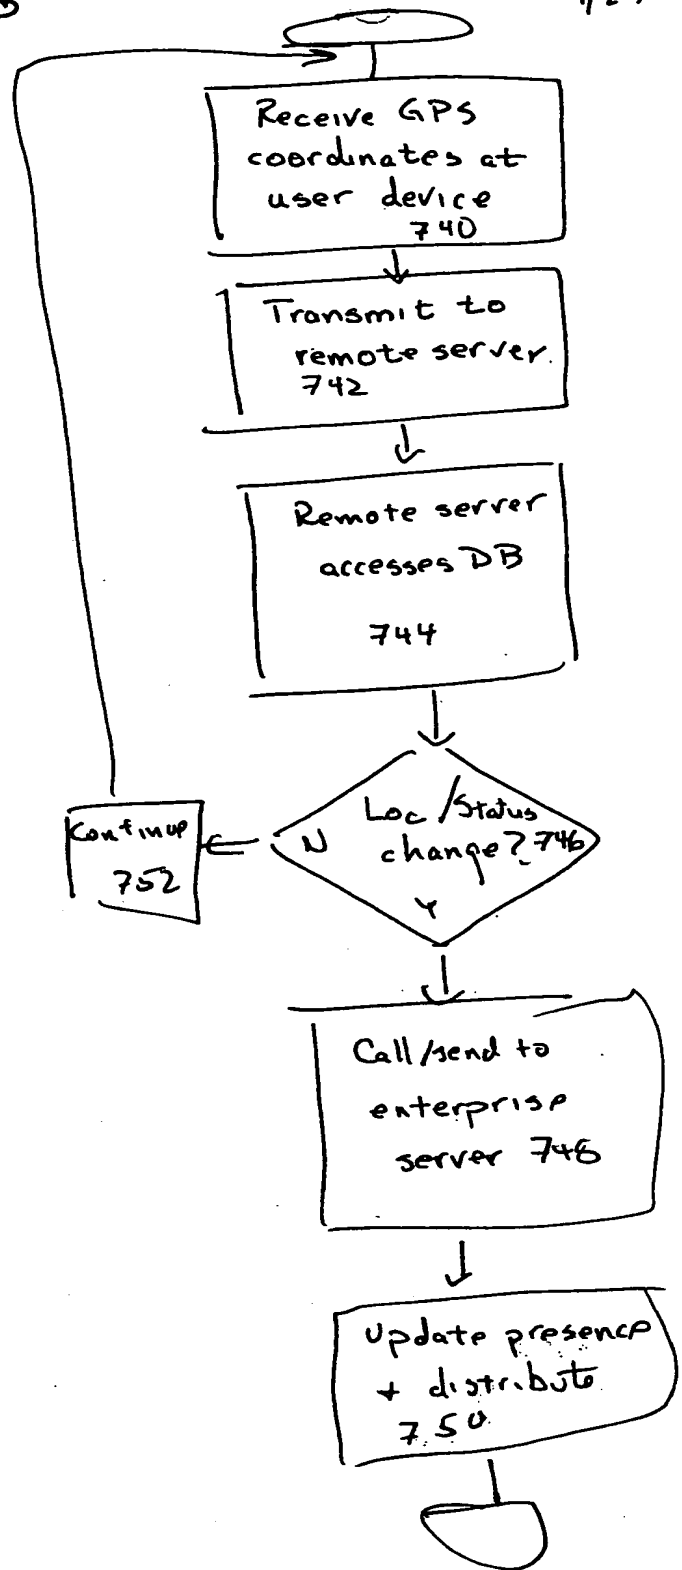 Receive GPS
coordinates at
user device
740
Transmit to
remote server.
742
Remote server
accesses DB
744
Loc/Status
N change? 746
Y
Continue
752
Call/send to
enterprise
server 748
Update presence
+ distribute
750